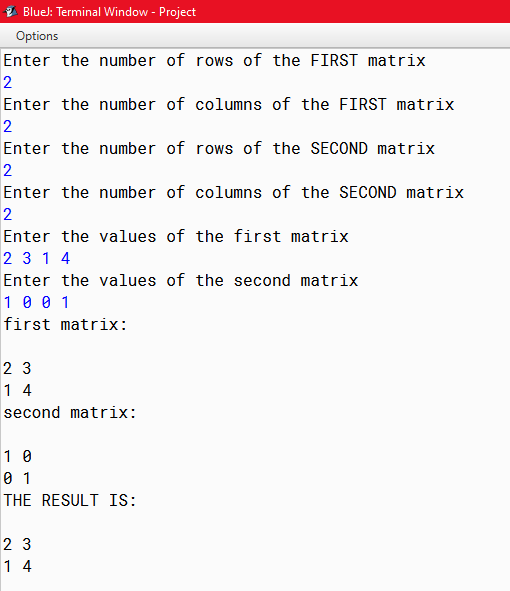 BlueJ: Terminal Window - Project
Options
Enter the number of rows of the FIRST matrix
2
Enter the number of columns of the FIRST matrix
2
Enter the number of rows of the SECOND matrix
2
Enter the number of columns of the SECOND matrix
2
Enter the values of the first matrix
2 3 1 4
Enter the values of the second matrix
1 0 0 1
first matrix:
2 3
1 4
second matrix:
1 0
0 1
THE RESULT IS:
2 3
1 4